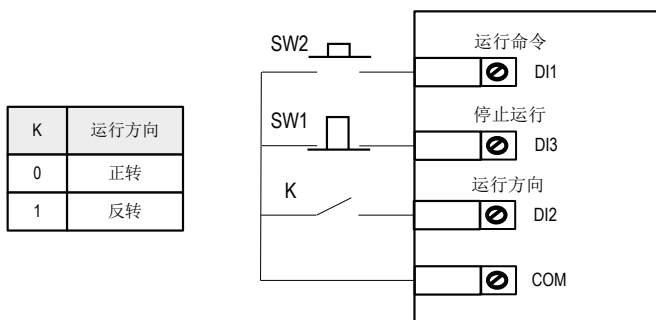 K 运行方向
0 正转
1 反转
SW2
运行命令
DI1
SW1
停止运行
DI3
K
运行方向
DI2
COM